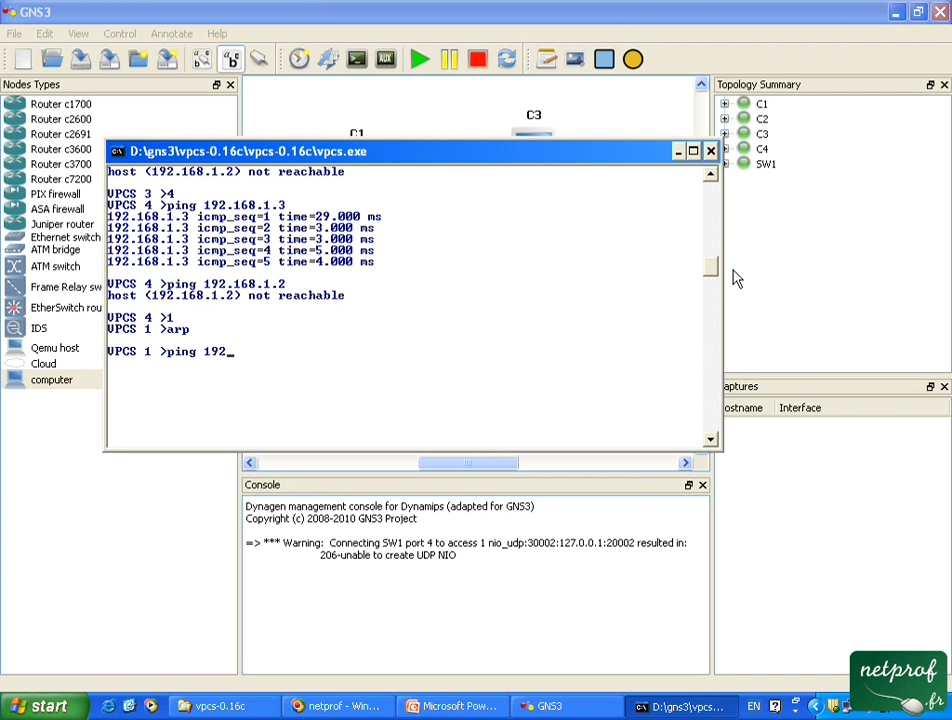 GNS3
File Edit View Control Annotate Help
Nodes Types
Topology Summary
Router c1700
Router c2600
Router c2691
Router c3600
Router c3700
Router c7200
PIX firewall
ASA firewall
Juniper router
Ethernet switch
ATM bridge
ATM switch
Frame Relay sw
EtherSwitch rou
IDS
Qemu host
Cloud
computer
C1
C3
C1
C2
C3
C4
SW1
D:\gns3\vpcs-0.16c\vpcs-0.16c\vpcs.exe
host (192.168.1.2) not reachable
VPCS 3 >4
VPCS 4 >ping 192.168.1.3
192.168.1.3 icmp_seq=1 time=29.000 ms
192.168.1.3 icmp_seq=2 time=3.000 ms
192.168.1.3 icmp_seq=3 time=3.000 ms
192.168.1.3 icmp_seq=4 time=5.000 ms
192.168.1.3 icmp_seq=5 time=4.000 ms
VPCS 4 >ping 192.168.1.2
host (192.168.1.2) not reachable
VPCS 4 >1
VPCS 1 >arp
VPCS 1 >ping 192_
aptures
ostname Interface
Console
Dynagen management console for Dynamips (adapted for GNS3)
Copyright (c) 2008-2010 GNS3 Project
=> *** Warning: Connecting SW1 port 4 to access 1 nio_udp:30002:127.0.0.1:20002 resulted in:
206-unable to create UDP NIO
netprof
.fr
start
vpcs-0.16c
netprof - Win...
Microsoft Pow...
GNS3
D:\gns3\vpcs...
EN